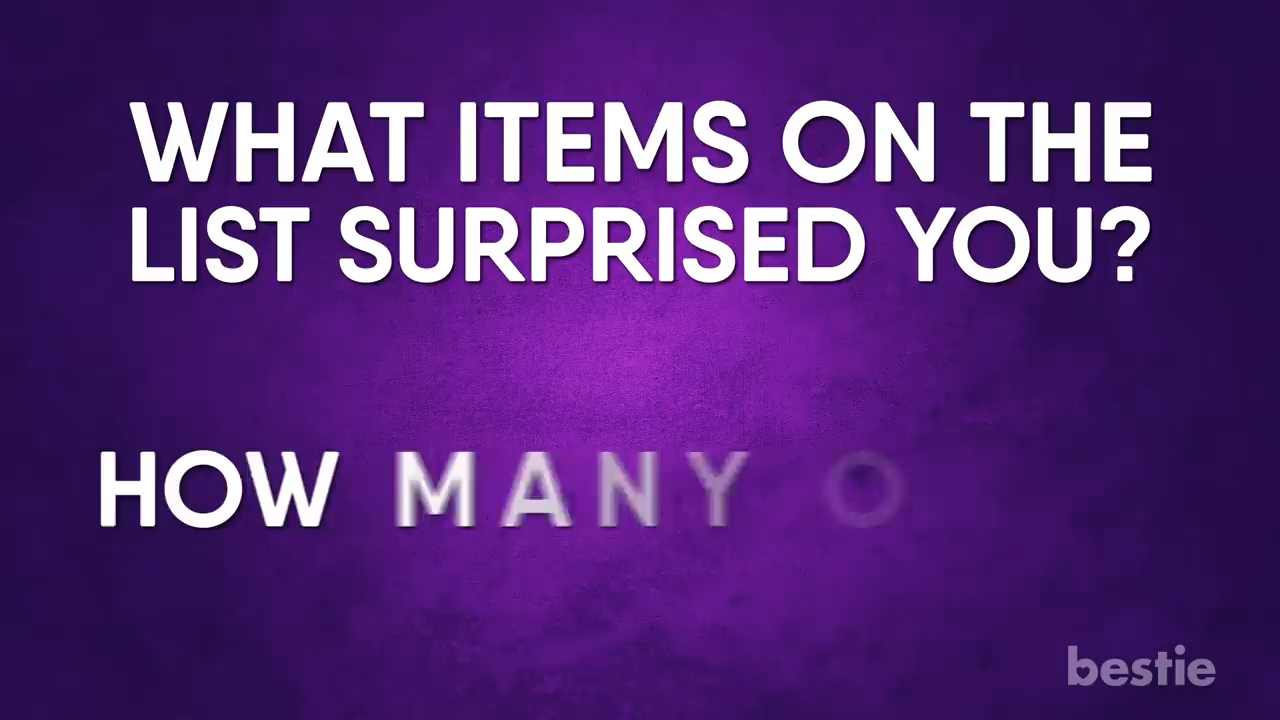 WHAT ITEMS ON THE
LIST SURPRISED YOU?
HOW MANY O
bestie